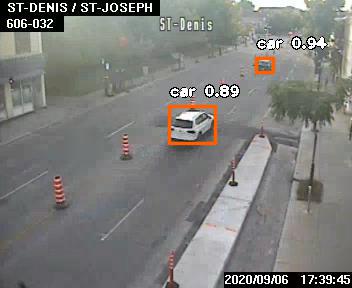 ST-DENIS / ST-JOSEPH
606-032
ST-Denis
car 0.94
car 0.89
2020/09/06 17:39:45